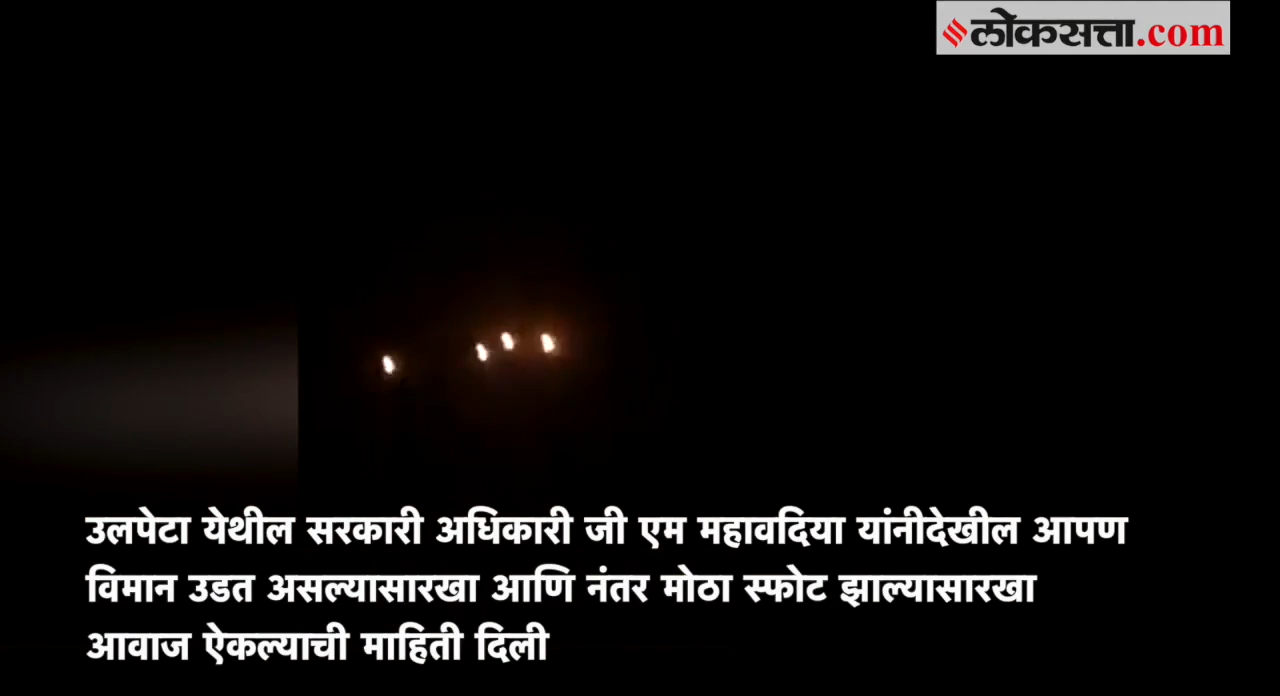 लोकसत्ता.com
उलपेटा येथील सरकारी अधिकारी जी एम महावदिया यांनीदेखील आपण
विमान उडत असल्यासारखा आणि नंतर मोठा स्फोट झाल्यासारखा
आवाज ऐकल्याची माहिती दिली